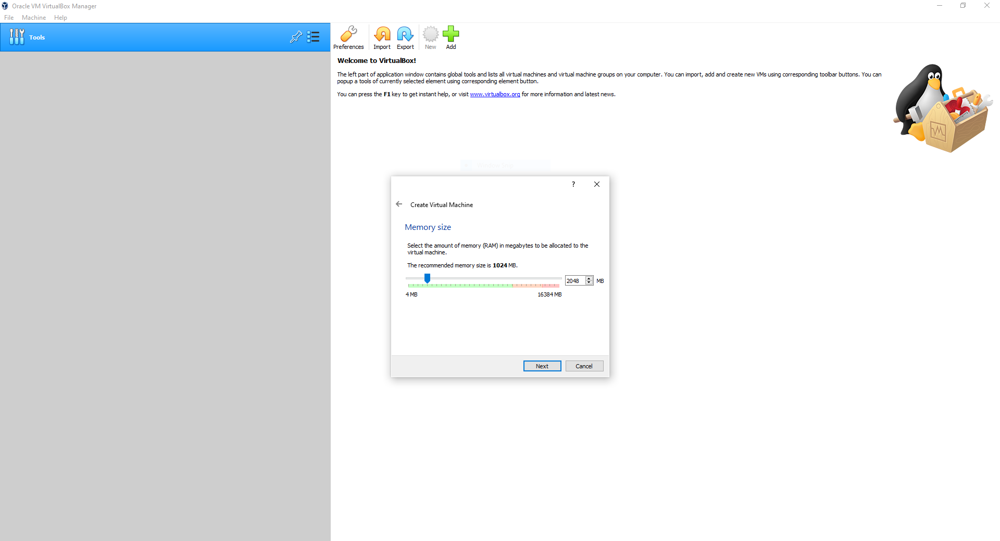 Oracle VM VirtualBox Manager
File Machine Help
Tools
Preferences Import Export New Add
Welcome to VirtualBox!
The left part of application window contains global tools and lists all virtual machines and virtual machine groups on your computer. You can import, add and create new VMs using corresponding toolbar buttons. You can
popup a tools of currently selected element using corresponding element button.
You can press the F1 key to get instant help, or visit www.virtualbox.org for more information and latest news.
?
Create Virtual Machine
Memory size
Select the amount of memory (RAM) in megabytes to be allocated to the
virtual machine.
The recommended memory size is 1024 MB.
2048 MB
4 MB 16384 MB
Next Cancel